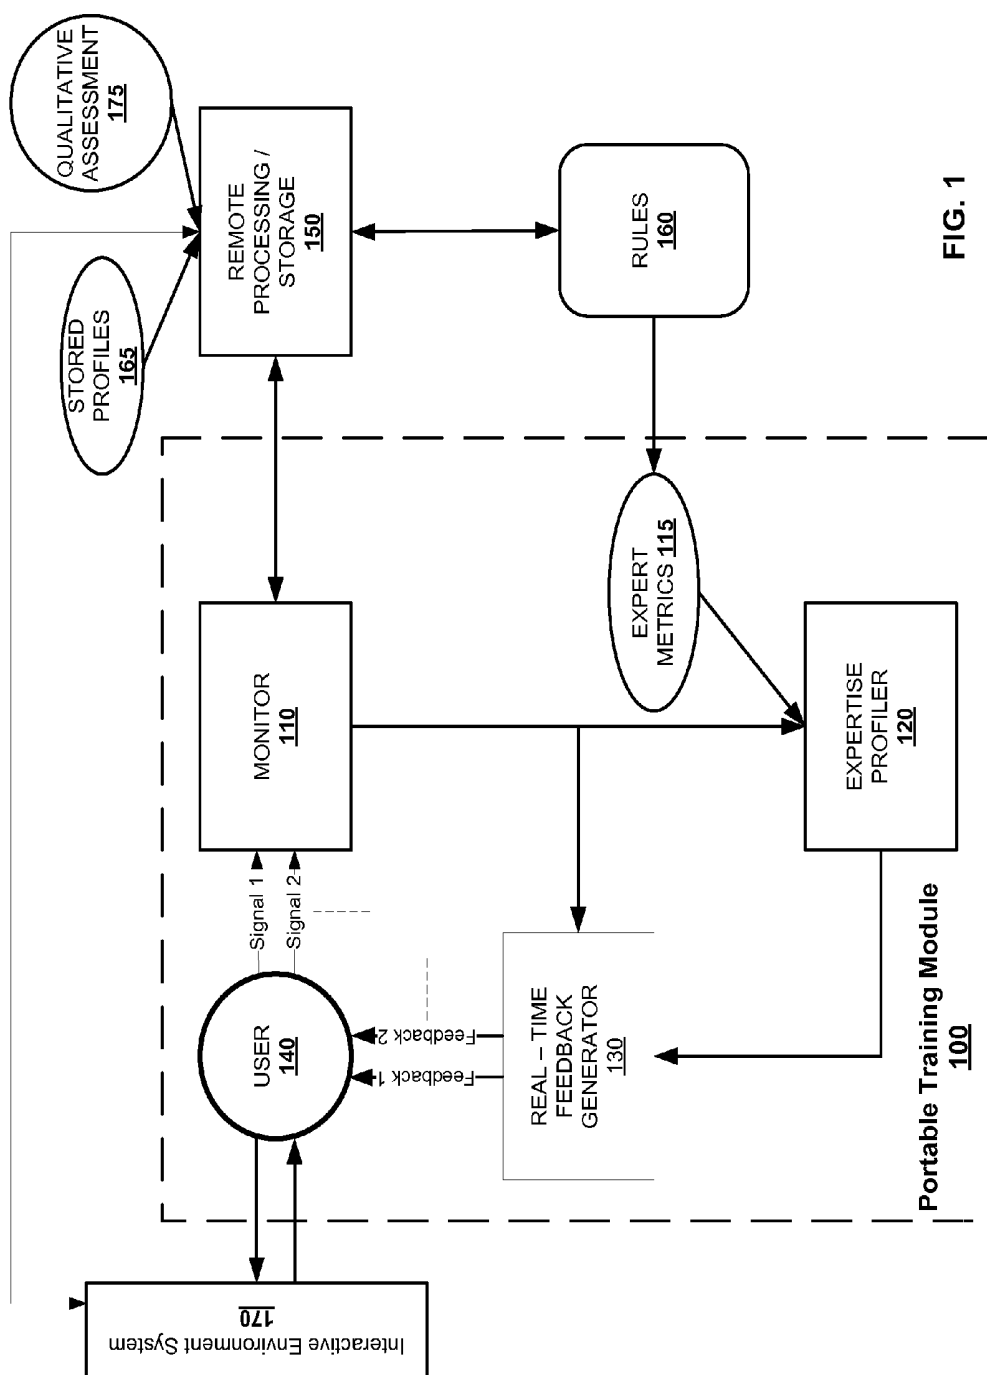 QUALITATIVE
ASSESSMENT
175
STORED
PROFILES
165
REMOTE
PROCESSING /
STORAGE
150
RULES
160
FIG. 1
MONITOR
110
EXPERT
METRICS 115
EXPERTISE
PROFILER
120
Signal 1
Signal 2
USER
140
Feedback 1
Feedback 2
REAL – TIME
FEEDBACK
GENERATOR
130
Portable Training Module
100
Interactive Environment System
170